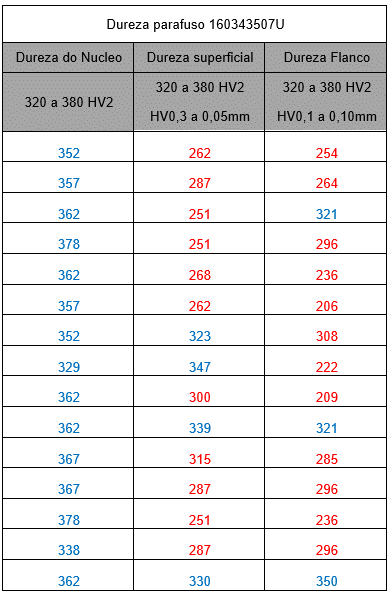 Dureza parafuso 160343507U
Dureza do Nucleo Dureza superficial Dureza Flanco
320 a 380 HV2 320 a 380 HV2 320 a 380 HV2
HV0,3 a 0,05mm HV0,1 a 0,10mm
352 262 254
357 287 264
362 251 321
378 251 296
362 268 236
357 262 206
352 323 308
329 347 222
362 300 209
362 339 321
367 315 285
367 287 296
378 251 236
338 287 296
362 330 350